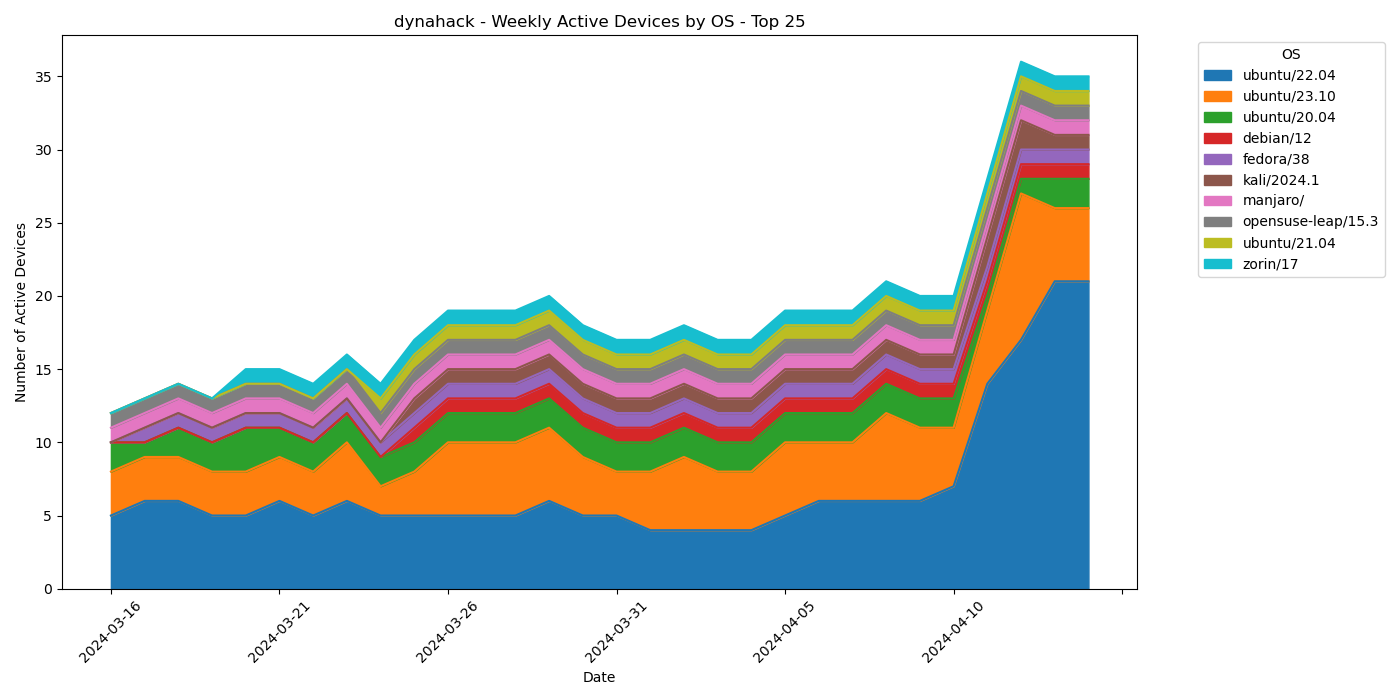 dynahack - Weekly Active Devices by OS - Top 25
Number of Active Devices
35
30
25
20
15
10
5
0
2024-03-16
2024-03-21
2024-03-26
2024-03-31
2024-04-05
2024-04-10
Date
OS
ubuntu/22.04
ubuntu/23.10
ubuntu/20.04
debian/12
fedora/38
kali/2024.1
manjaro/
opensuse-leap/15.3
ubuntu/21.04
zorin/17